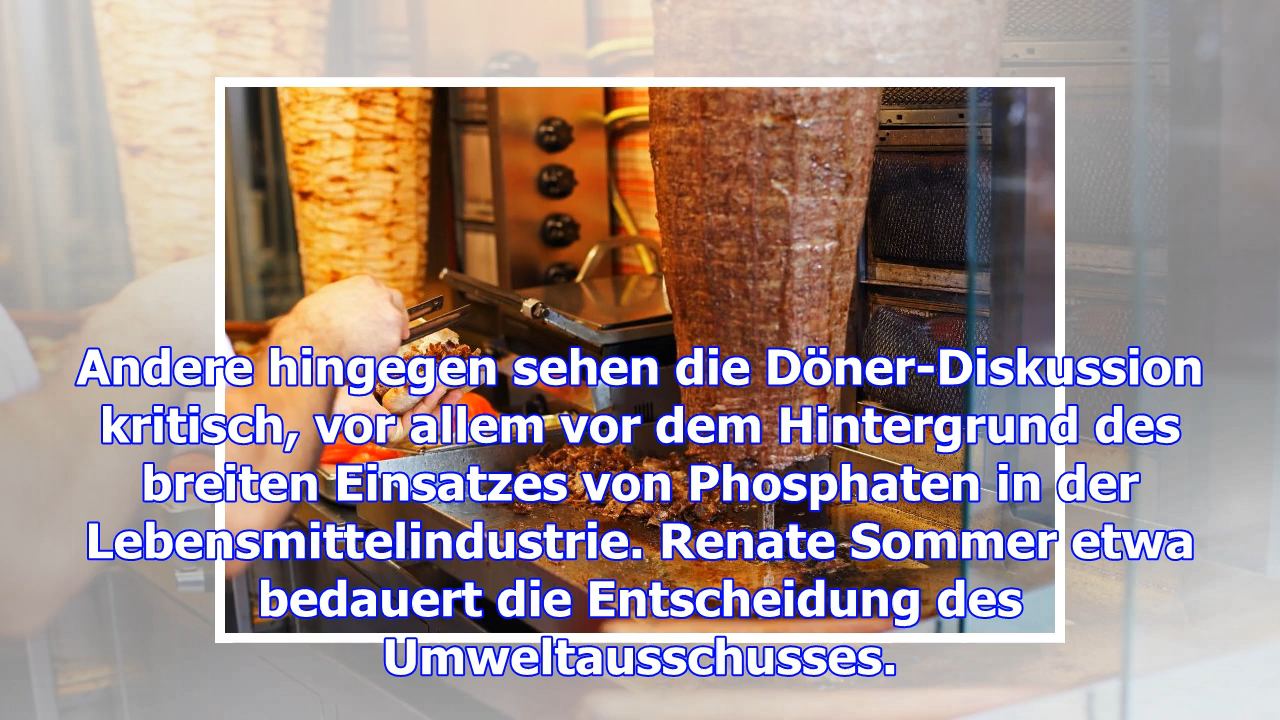 Andere hingegen sehen die Döner-Diskussion
kritisch, vor allem vor dem Hintergrund des
breiten Einsatzes von Phosphaten in der
Lebensmittelindustrie. Renate Sommer etwa
bedauert die Entscheidung des
Umweltausschusses.